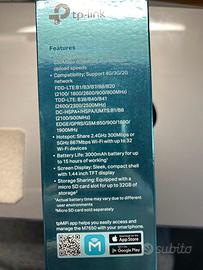 tp-link
Features
upload speeds
• Compatibility: Support 4G/3G/2G
network
FDD-LTE: B1/B3/B7/B8/B20
(2100/1800/2600/900/800MHz)
TDD-LTE: B38/B40/B41
(2600/2300/2500MHz)
DC-HSPA+/HSPA/UMTS:B1/B8
(2100/900MHz)
EDGE/GPRS/GSM:850/900/1800/
1900MHz
• Hotspot: Share 2.4GHz 300Mbps or
5GHz 867Mbps WiFi with up to 32
Wi-Fi devices
• Battery Life: 3000mAh battery for up
to 15 hours of working¹
• Screen Display: Sleek, compact shell
with 1.44 inch TFT display
• Storage Sharing: Equipped with a
micro SD card slot for up to 32GB of
storage²
¹Actual battery time may vary due to different
user environments
²Micro SD card sold separately
tpMiFi app helps you easily access and
manage the M7650 with your smartphone.
App Store
Google Play
subito